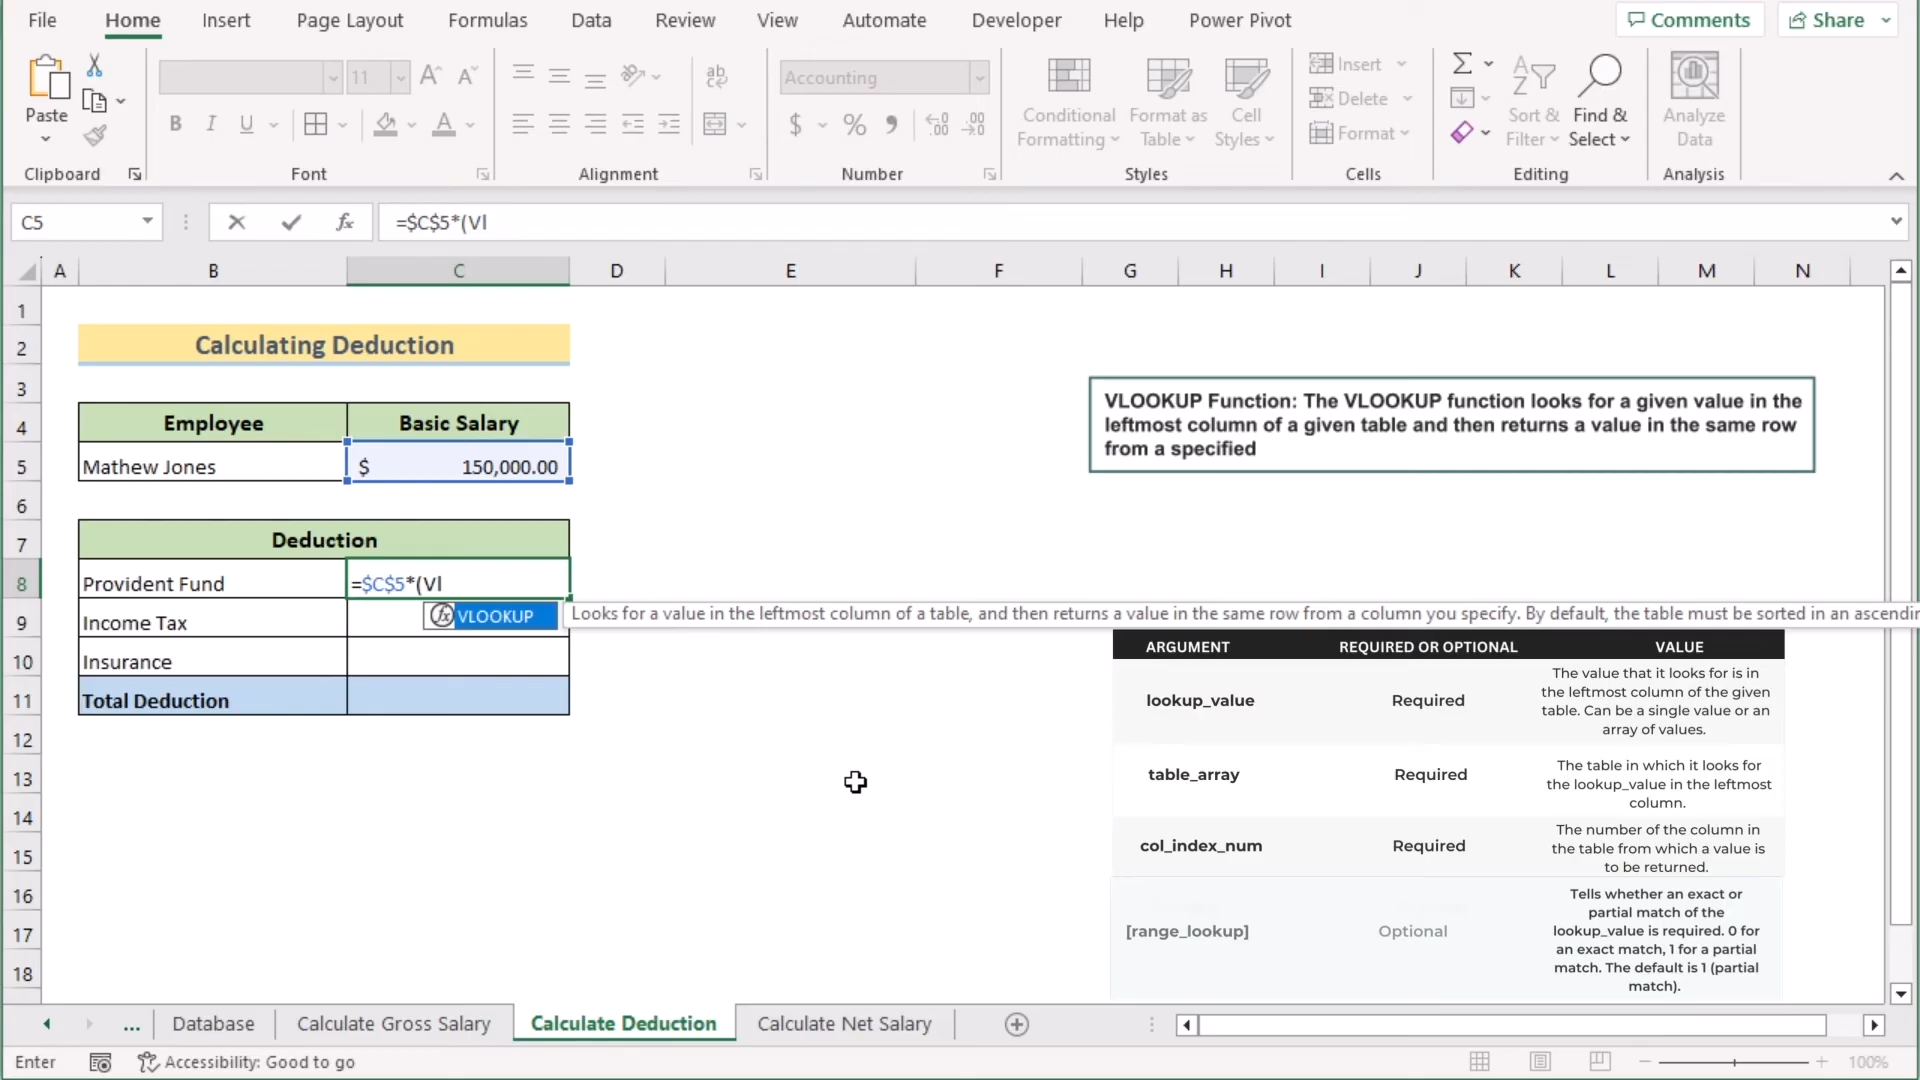 File Home Insert Page Layout Formulas Data Review View Automate Developer Help Power Pivot Comments Share
Paste
11
Accounting
Conditional Formatting
Format as Table
Cell Styles
Insert
Delete
Format
Sort & Filter
Find & Select
Analyze Data
Clipboard Font Alignment Number Styles Cells Editing Analysis
C5 =$C$5*(Vl
A B C D E F G H I J K L M N
1
2 Calculating Deduction
3
4 Employee Basic Salary
5 Mathew Jones $ 150,000.00
6
7 Deduction
8 Provident Fund =$C$5*(Vl
9 Income Tax
10 Insurance
11 Total Deduction
12
13
14
15
16
17
18
VLOOKUP
Looks for a value in the leftmost column of a table, and then returns a value in the same row from a column you specify. By default, the table must be sorted in an ascendin
VLOOKUP Function: The VLOOKUP function looks for a given value in the
leftmost column of a given table and then returns a value in the same row
from a specified
ARGUMENT REQUIRED OR OPTIONAL VALUE
lookup_value Required
The value that it looks for is in
the leftmost column of the given
table. Can be a single value or an
array of values.
table_array Required
The table in which it looks for
the lookup_value in the leftmost
column.
col_index_num Required
The number of the column in
the table from which a value is
to be returned.
[range_lookup] Optional
Tells whether an exact or
partial match of the
lookup_value is required. 0 for
an exact match, 1 for a partial
match. The default is 1 (partial
match).
... Database Calculate Gross Salary Calculate Deduction Calculate Net Salary
Enter Accessibility: Good to go 100%